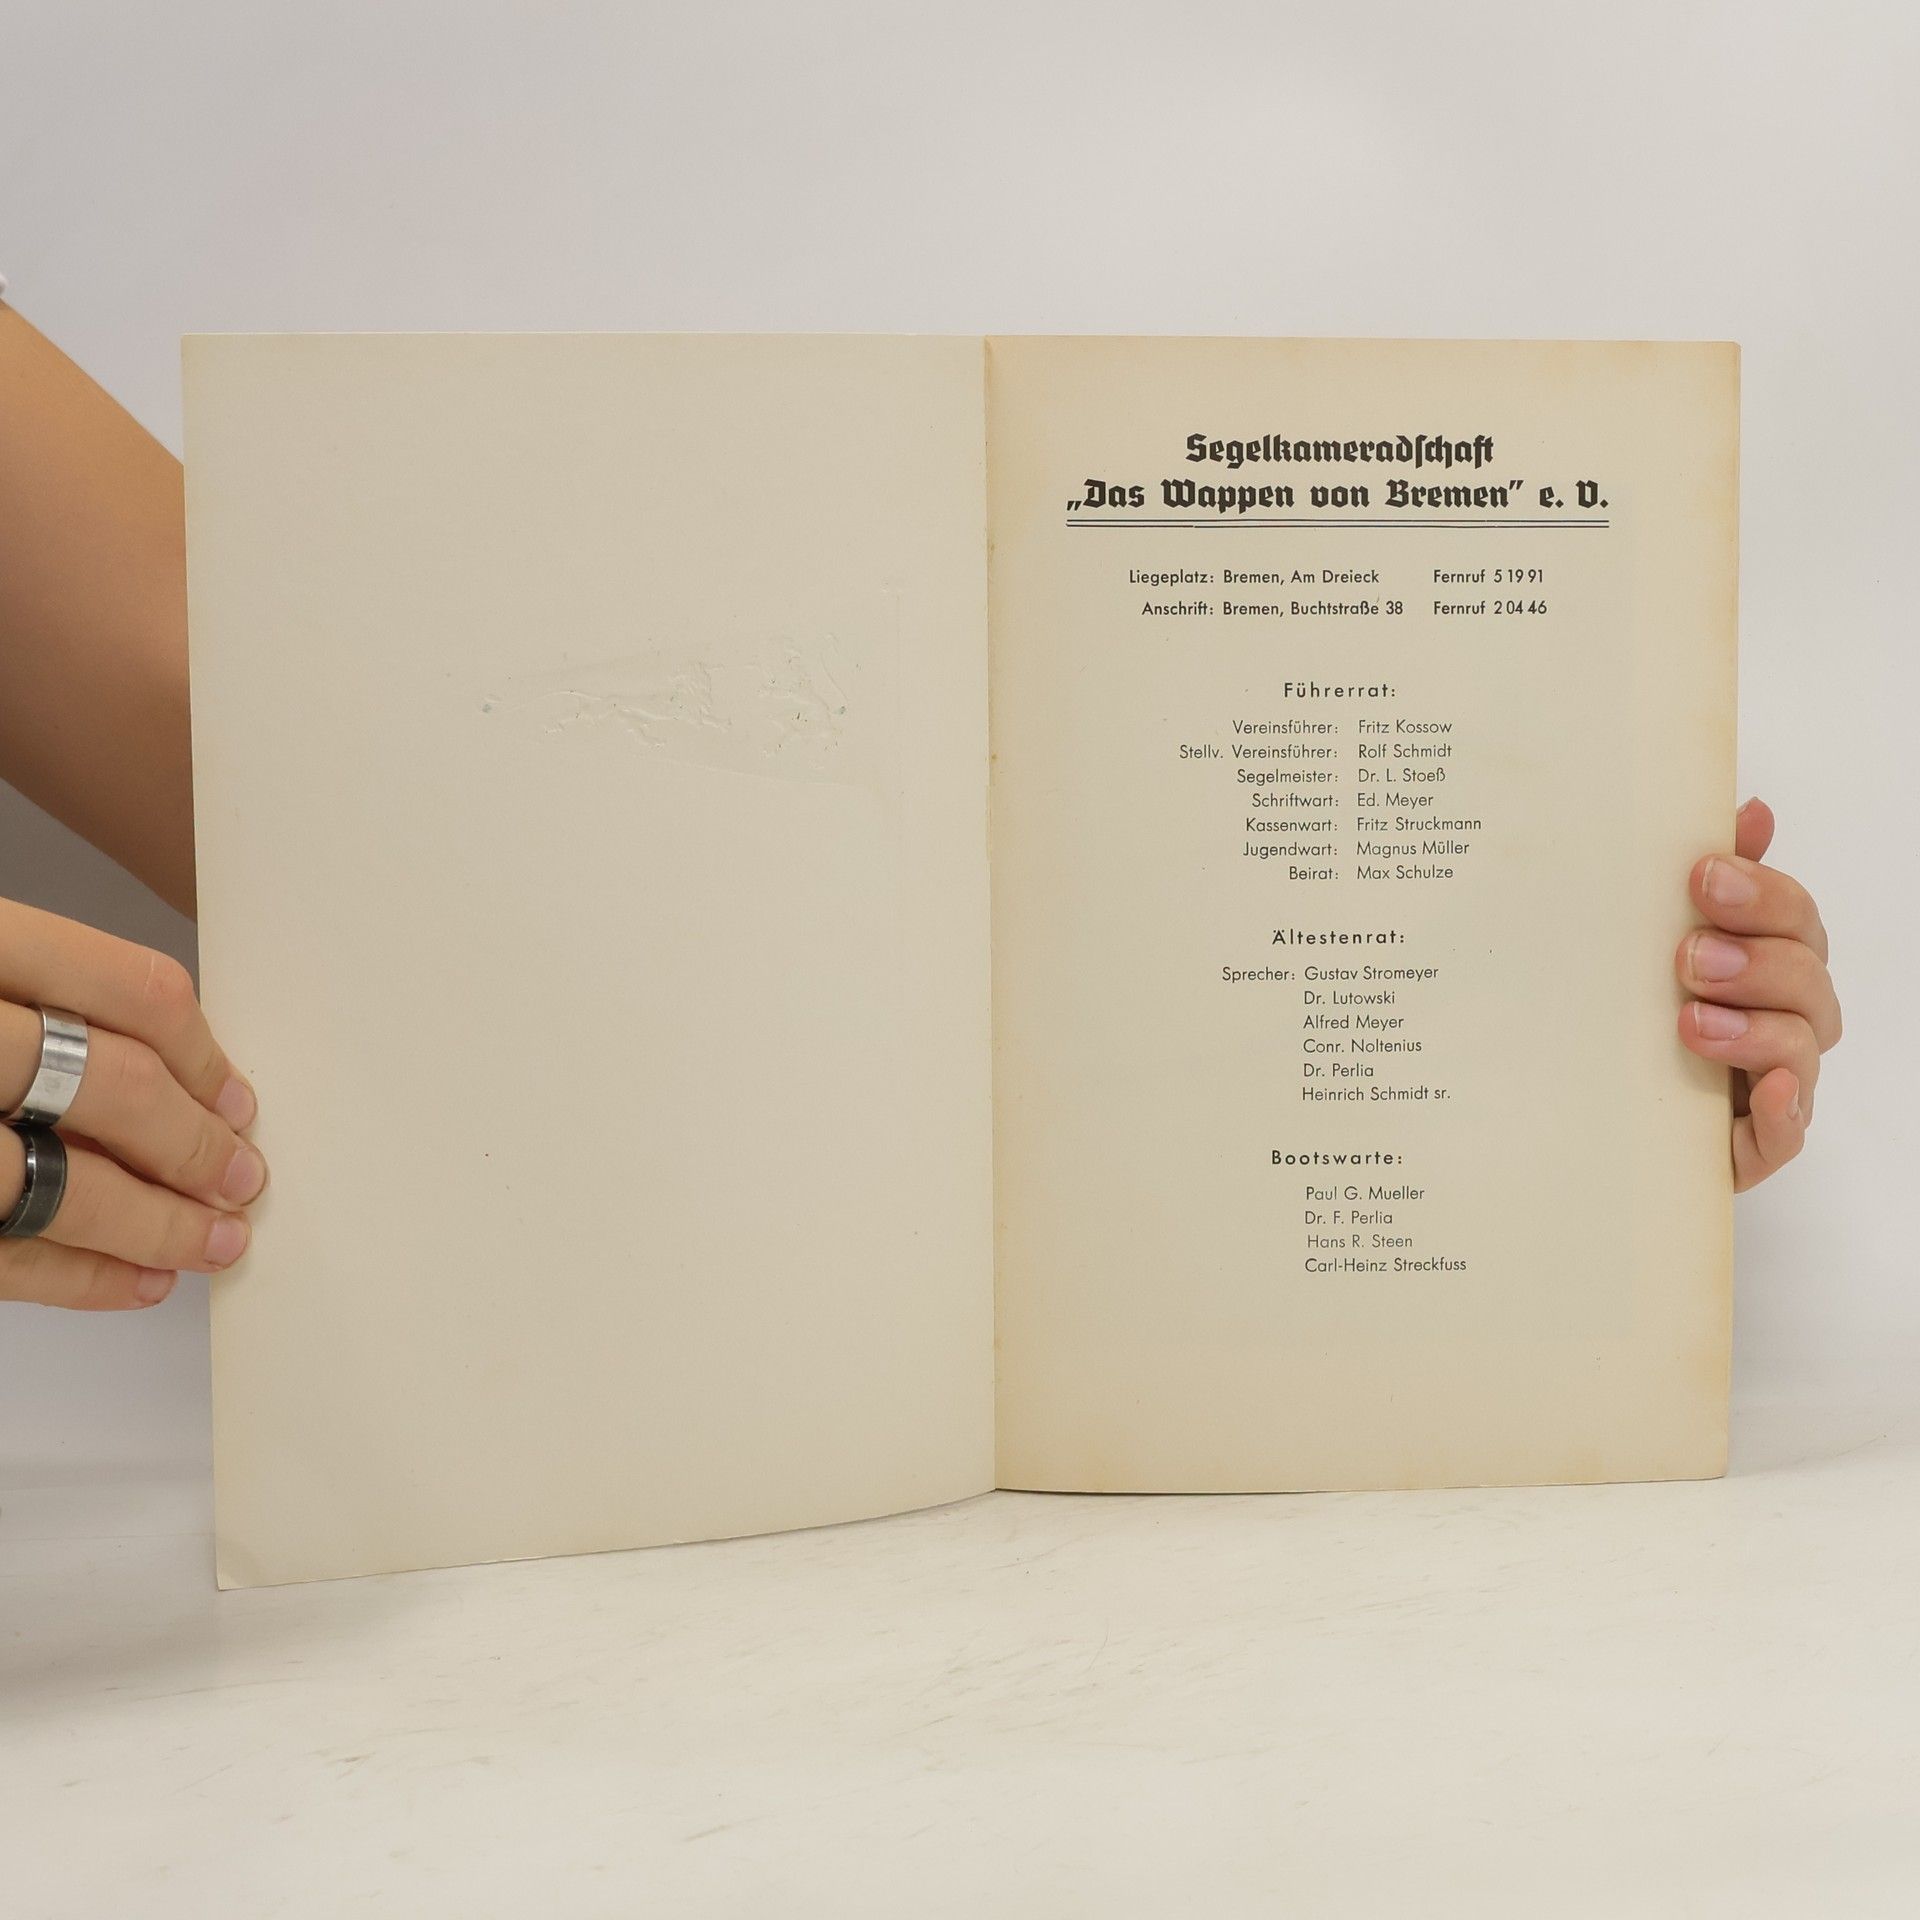 Segelkameradschaft
„Das Wappen von Bremen” e. V.
Liegeplatz: Bremen, Am Dreieck Fernruf 5 19 91
Anschrift: Bremen, Buchtstraße 38 Fernruf 2 04 46
Führerrat:
Vereinsführer: Fritz Kossow
Stellv. Vereinsführer: Rolf Schmidt
Segelmeister: Dr. L. Stoeß
Schriftwart: Ed. Meyer
Kassenwart: Fritz Struckmann
Jugendwart: Magnus Müller
Beirat: Max Schulze
Ältestenrat:
Sprecher: Gustav Stromeyer
Dr. Lutowski
Alfred Meyer
Conr. Noltenius
Dr. Perlia
Heinrich Schmidt sr.
Bootswarte:
Paul G. Mueller
Dr. F. Perlia
Hans R. Steen
Carl-Heinz Streckfuss